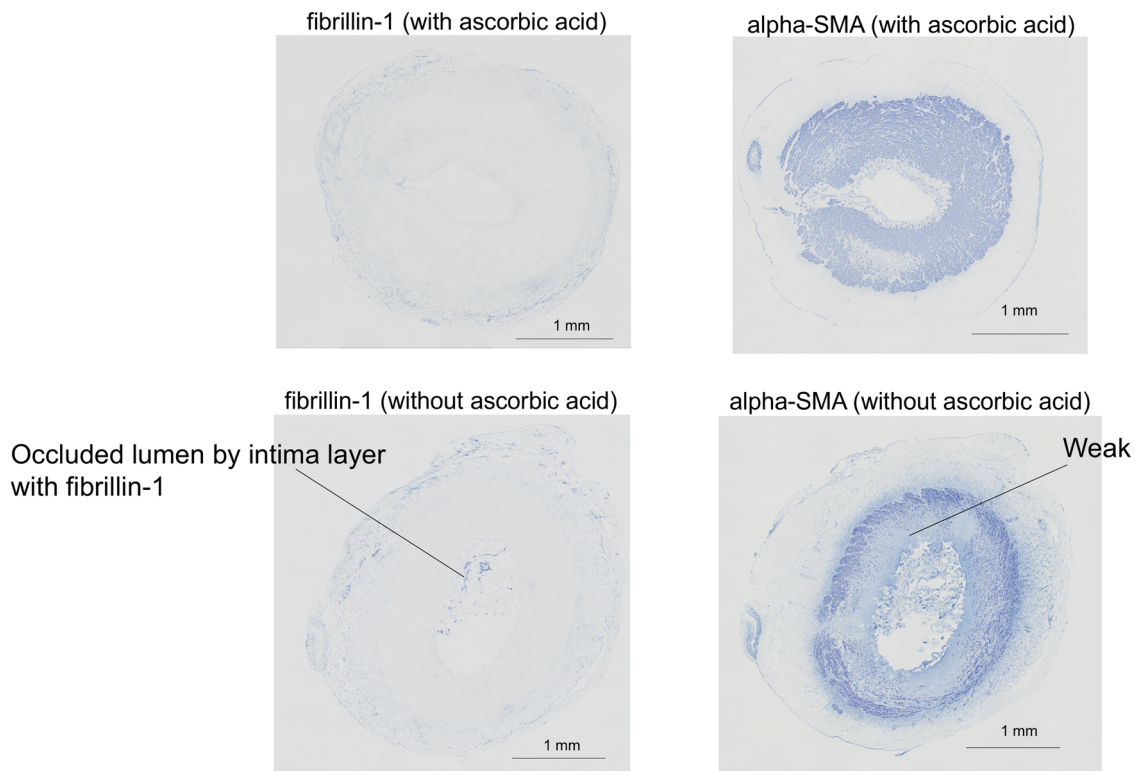 fibrillin-1 (with ascorbic acid)
alpha-SMA (with ascorbic acid)
1 mm
1 mm
fibrillin-1 (without ascorbic acid)
alpha-SMA (without ascorbic acid)
Occluded lumen by intima layer
with fibrillin-1
Weak
1 mm
1 mm